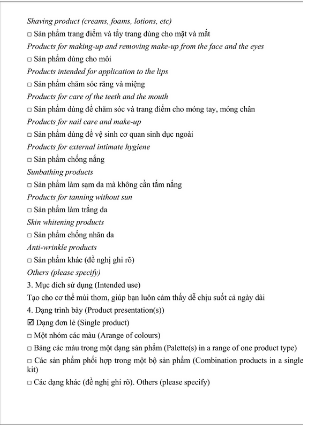 Shaving product (creams, foams, lotions, etc)
□ Sản phẩm trang điểm và tẩy trang dùng cho mặt và mắt
Products for making-up and removing make-up from the face and the eyes
□ Sản phẩm dùng cho môi
Products intended for application to the lips
□ Sản phẩm chăm sóc răng và miệng
Products for care of the teeth and the mouth
□ Sản phẩm dùng để chăm sóc và trang điểm cho móng tay, móng chân
Products for nail care and make-up
□ Sản phẩm dùng để vệ sinh cơ quan sinh dục ngoài
Products for external intimate hygiene
□ Sản phẩm chống nắng
Sunbathing products
□ Sản phẩm làm sạm da mà không cần tắm nắng
Products for tanning without sun
□ Sản phẩm làm trắng da
Skin whitening products
□ Sản phẩm chống nhăn da
Anti-wrinkle products
□ Sản phẩm khác (đề nghị ghi rõ)
Others (please specify)
3. Mục đích sử dụng (Intended use)
Tạo cho cơ thể mùi thơm, giúp bạn luôn cảm thấy dễ chịu suốt cả ngày dài
4. Dạng trình bày (Product presentation(s))
☑ Dạng đơn lẻ (Single product)
□ Một nhóm các màu (Arange of colours)
□ Bảng các màu trong một dạng sản phẩm (Palette(s) in a range of one product type)
□ Các sản phẩm phối hợp trong một bộ sản phẩm (Combination products in a single
kit)
□ Các dạng khác (đề nghị ghi rõ). Others (please specify)